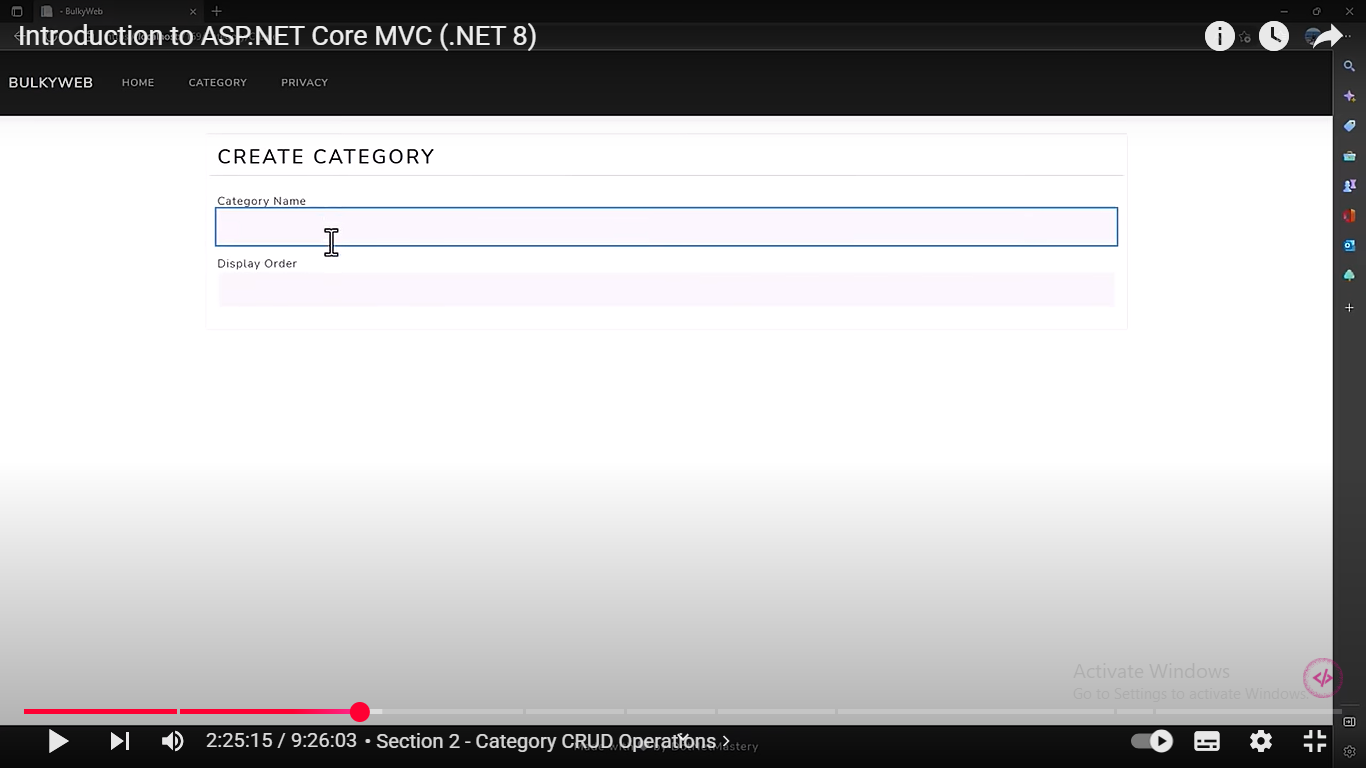 - BulkyWeb
Introduction to ASP.NET Core MVC (.NET 8)
BULKYWEB HOME CATEGORY PRIVACY
CREATE CATEGORY
Category Name
Display Order
Activate Windows
Go to Settings to activate Windows.
2:25:15 / 9:26:03 • Section 2 - Category CRUD Operations >